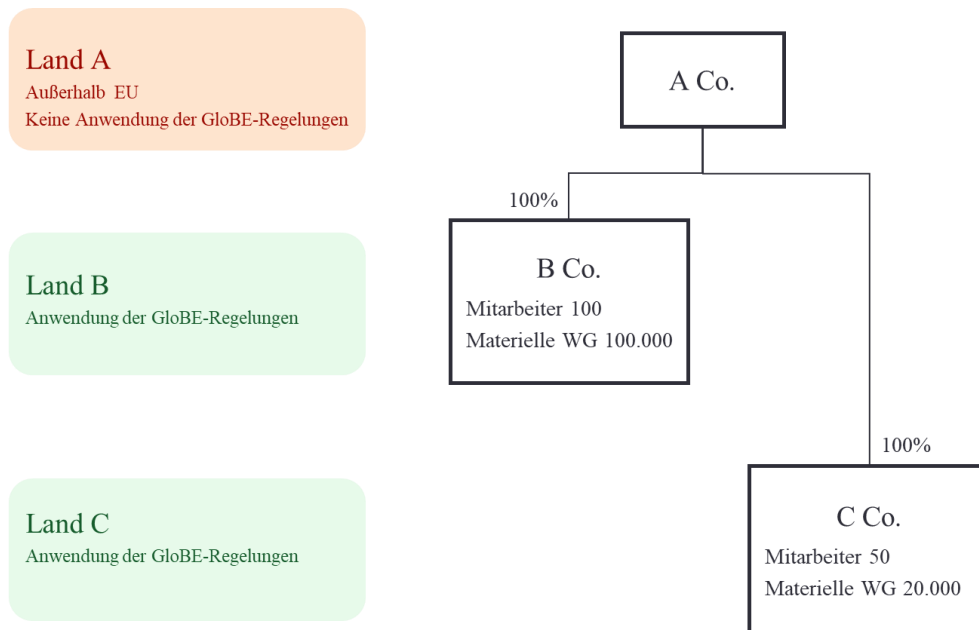 Land A
Außerhalb EU
Keine Anwendung der GloBE-Regelungen
A Co.
100%
Land B
Anwendung der GloBE-Regelungen
B Co.
Mitarbeiter 100
Materielle WG 100.000
100%
Land C
Anwendung der GloBE-Regelungen
C Co.
Mitarbeiter 50
Materielle WG 20.000